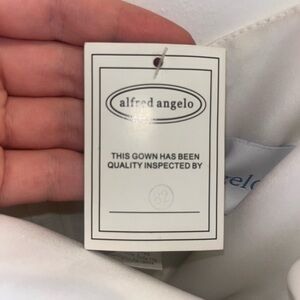 alfred angelo
THIS GOWN HAS BEEN
QUALITY INSPECTED BY